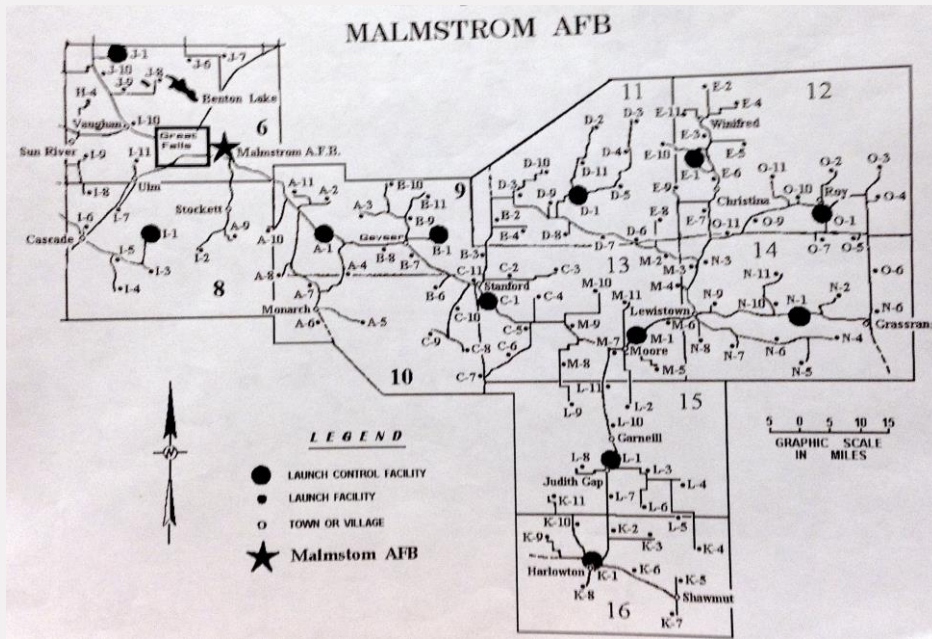 MALMSTROM AFB
J-1
J-6
J-7
J-10
J-8
J-9
H-4
Benton Lake
Vaughan
I-10
6
Great
Falls
Malmstrom A.F.B.
Sun River
I-9
I-11
Ulm
I-8
I-7
Stockett
I-6
Cascade
I-1
A-9
I-5
I-2
I-3
I-4
8
A-11
A-2
A-10
A-1
A-3
B-10
9
B-11
B-9
Geyser
B-1
B-8
B-7
A-4
A-8
A-7
B-6
Monarch
A-6
A-5
10
11
12
D-2
D-3
D-10
D-4
D-11
D-3
D-9
D-5
D-1
B-2
B-4
D-8
D-7
D-6
B-3
E-2
E-11
E-4
Winifred
E-3
E-10
E-5
E-1
E-6
E-9
Christina
E-8
E-7
O-11
O-2
O-3
O-10
Roy
O-4
O-1
O-11
O-9
O-7
O-5
O-6
13
14
C-11
Stanford
C-2
C-3
C-1
C-4
C-10
C-5
C-9
C-8
C-6
C-7
M-2
M-3
N-3
M-4
M-10
M-11
Lewistown
M-9
M-6
M-7
M-1
Moore
M-8
M-5
N-11
N-2
N-9
N-10
N-1
N-6
Grassran
N-8
N-7
N-6
N-4
N-5
15
L-11
L-9
L-2
L-10
Garneill
L-1
L-8
L-3
Judith Gap
L-4
L-7
L-6
L-5
K-11
K-10
K-2
K-9
K-3
K-4
Harlowton
K-1
K-6
K-5
K-8
Shawmut
K-7
16
5 0 5 10 15
GRAPHIC SCALE
IN MILES
N
LEGEND
LAUNCH CONTROL FACILITY
LAUNCH FACILITY
TOWN OR VILLAGE
Malmstom AFB